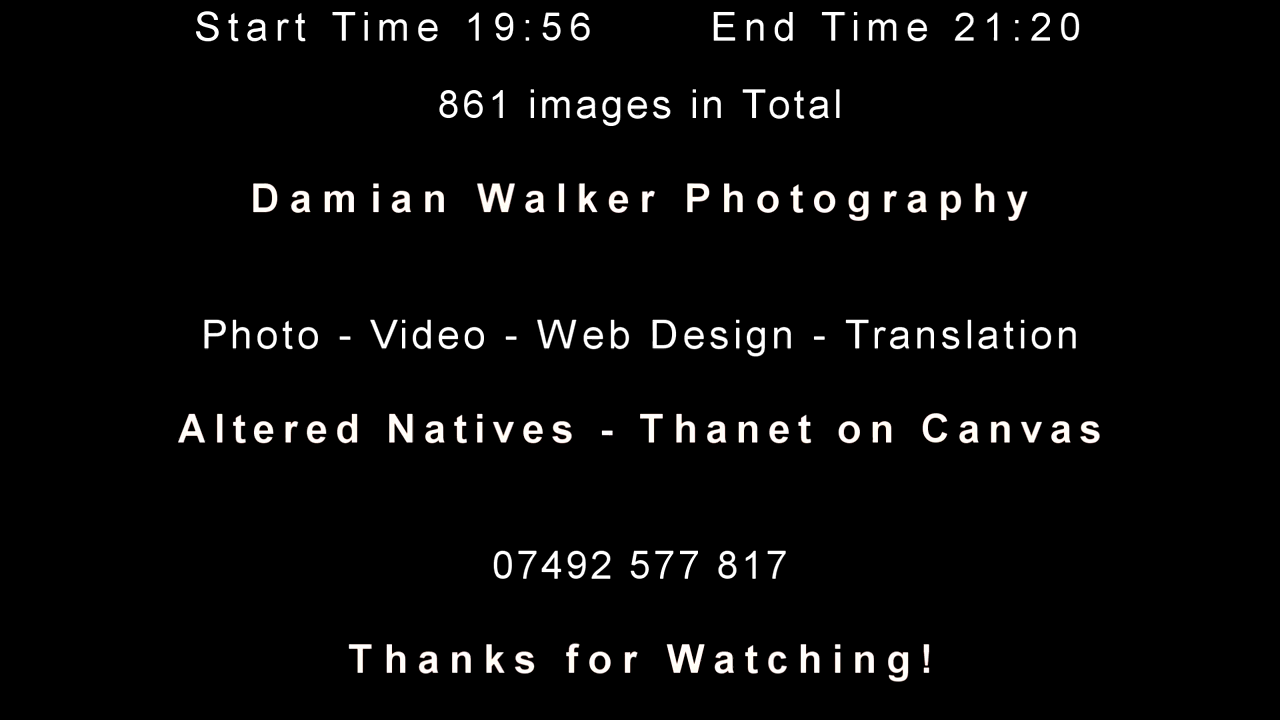 Start Time 19:56 End Time 21:20
861 images in Total
Damian Walker Photography
Photo - Video - Web Design - Translation
Altered Natives - Thanet on Canvas
07492 577 817
Thanks for Watching!